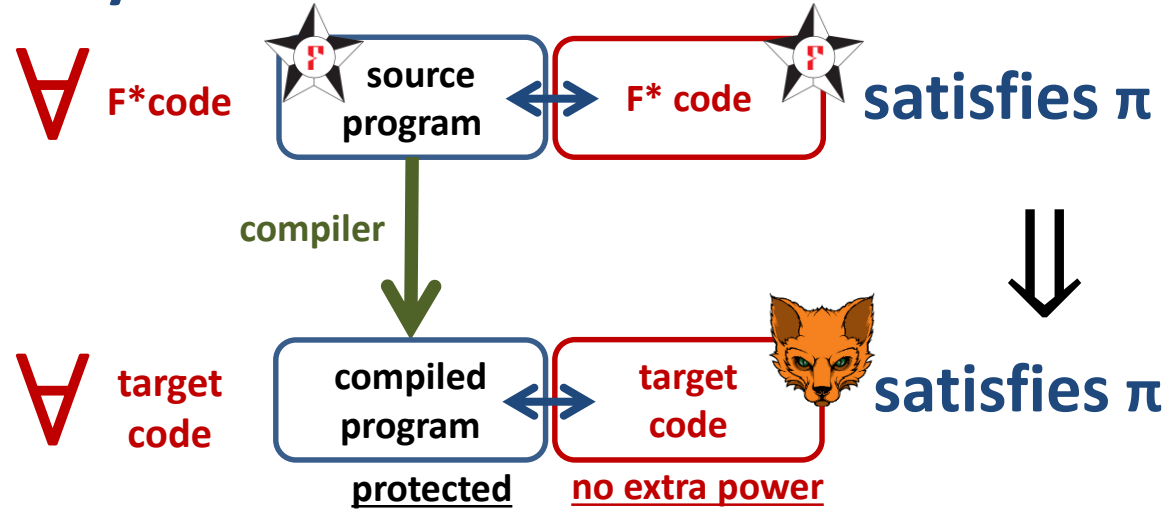 ∀ F*code
F
source
program
F* code
F
satisfies π
compiler
⇓
∀ target
code
compiled
program
target
code
satisfies π
protected
no extra power